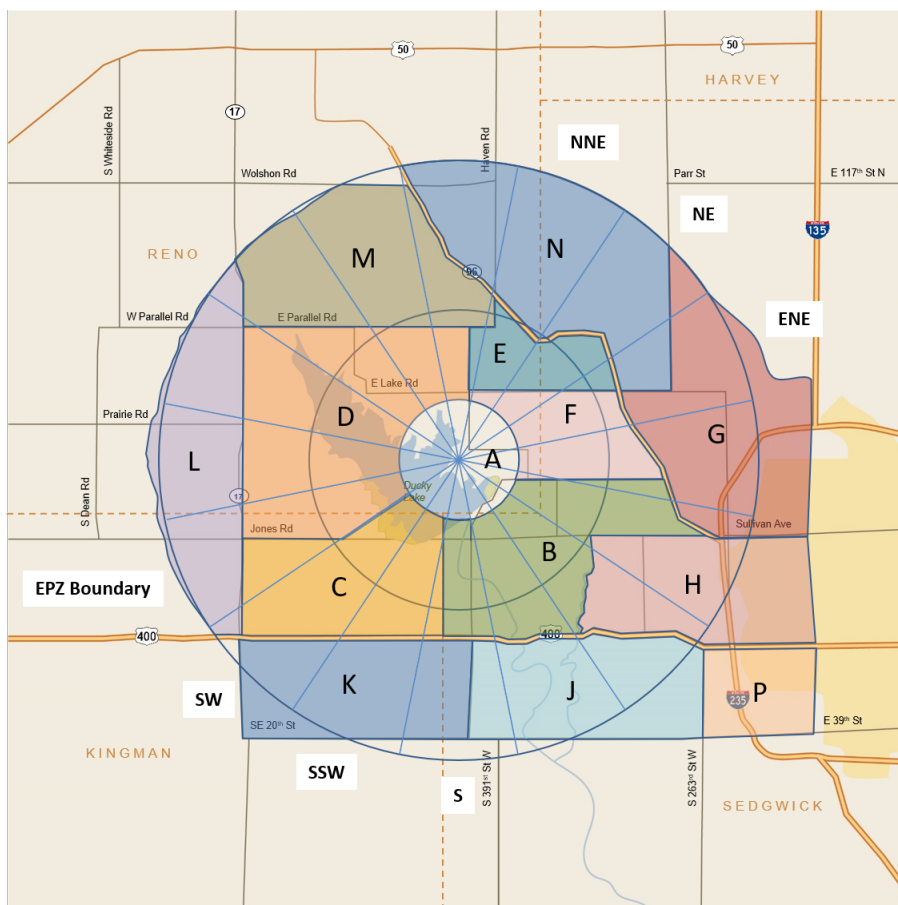 50
50
HARVEY
S Whiteside Rd
17
Haven Rd
NNE
Wolshon Rd
Parr St
E 117th St N
NE
INTERSTATE
135
RENO
M
N
96
W Parallel Rd
E Parallel Rd
ENE
E
E Lake Rd
Prairie Rd
D
F
G
L
A
17
Ducky
Lake
S Dean Rd
Jones Rd
Sullivan Ave
B
EPZ Boundary
C
H
400
400
K
J
P
SW
235
SE 20th St
E 39th St
KINGMAN
SSW
S
S 391st St W
S 263rd St W
SEDGWICK